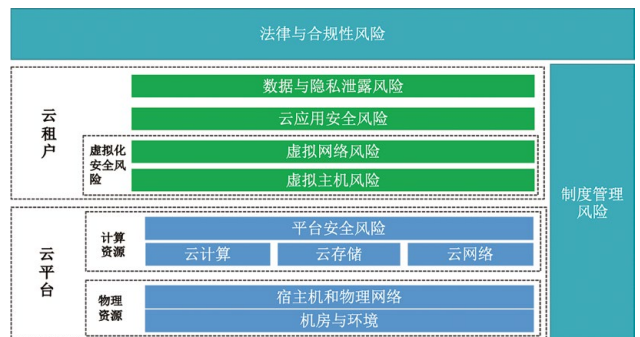 法律与合规性风险
云
租
户
数据与隐私泄露风险
云应用安全风险
虚拟化
安全风
险
虚拟网络风险
虚拟主机风险
制度管理
风险
云
平
台
计算
资源
平台安全风险
云计算
云存储
云网络
物理
资源
宿主机和物理网络
机房与环境